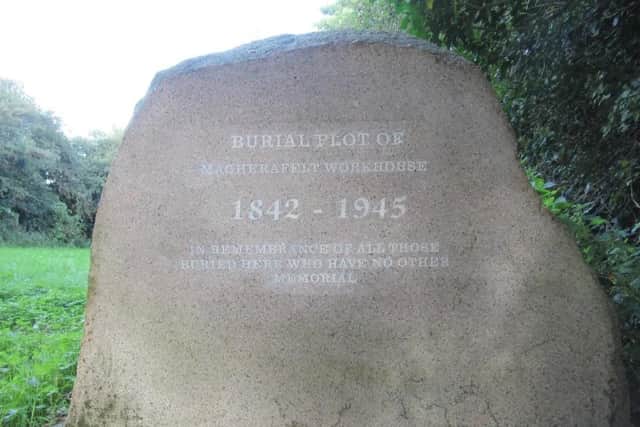 BURIAL PLOT OF
MAGHERAFELT WORKHOUSE
1842 - 1945
IN REMEMBRANCE OF ALL THOSE
BURIED HERE WHO HAVE NO OTHER
MEMORIAL